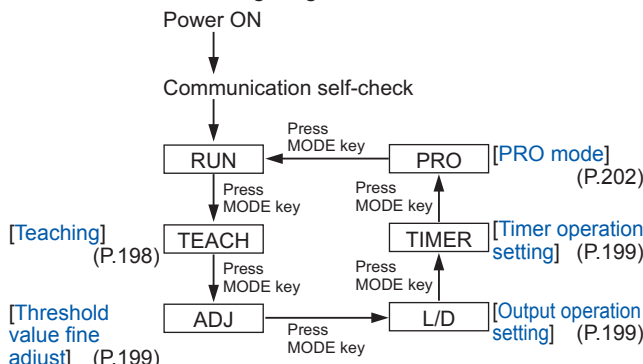 Power ON
Communication self-check
Press
MODE key
RUN
PRO
[PRO mode]
(P.202)
Press
MODE key
Press
MODE key
[Teaching]
(P.198)
TEACH
TIMER
[Timer operation
setting] (P.199)
Press
MODE key
Press
MODE key
[Threshold
value fine
adjust] (P.199)
ADJ
Press
MODE key
L/D
[Output operation
setting] (P.199)